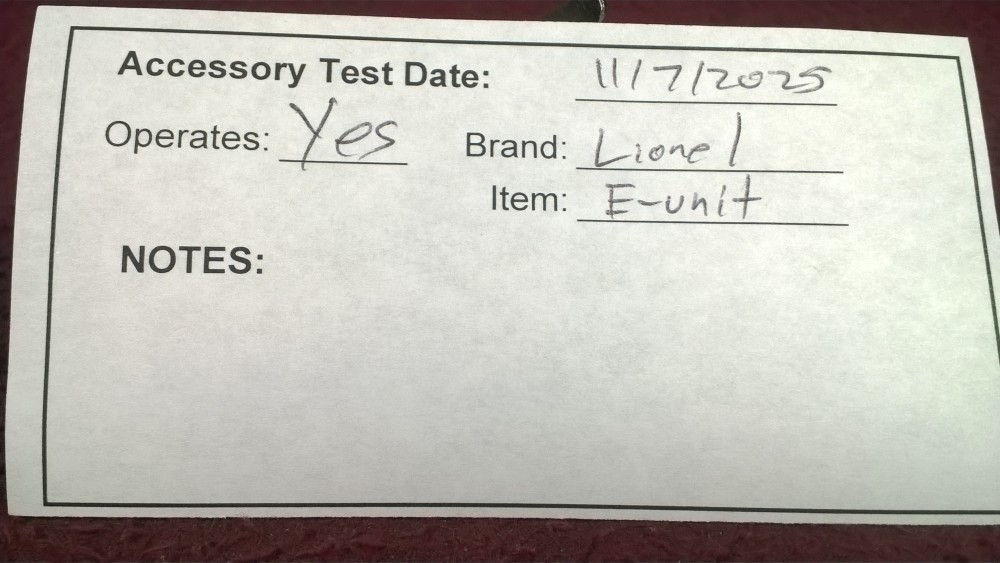 Accessory Test Date: 11/7/2025
Operates: Yes Brand: Lionel
Item: E-unit
NOTES: